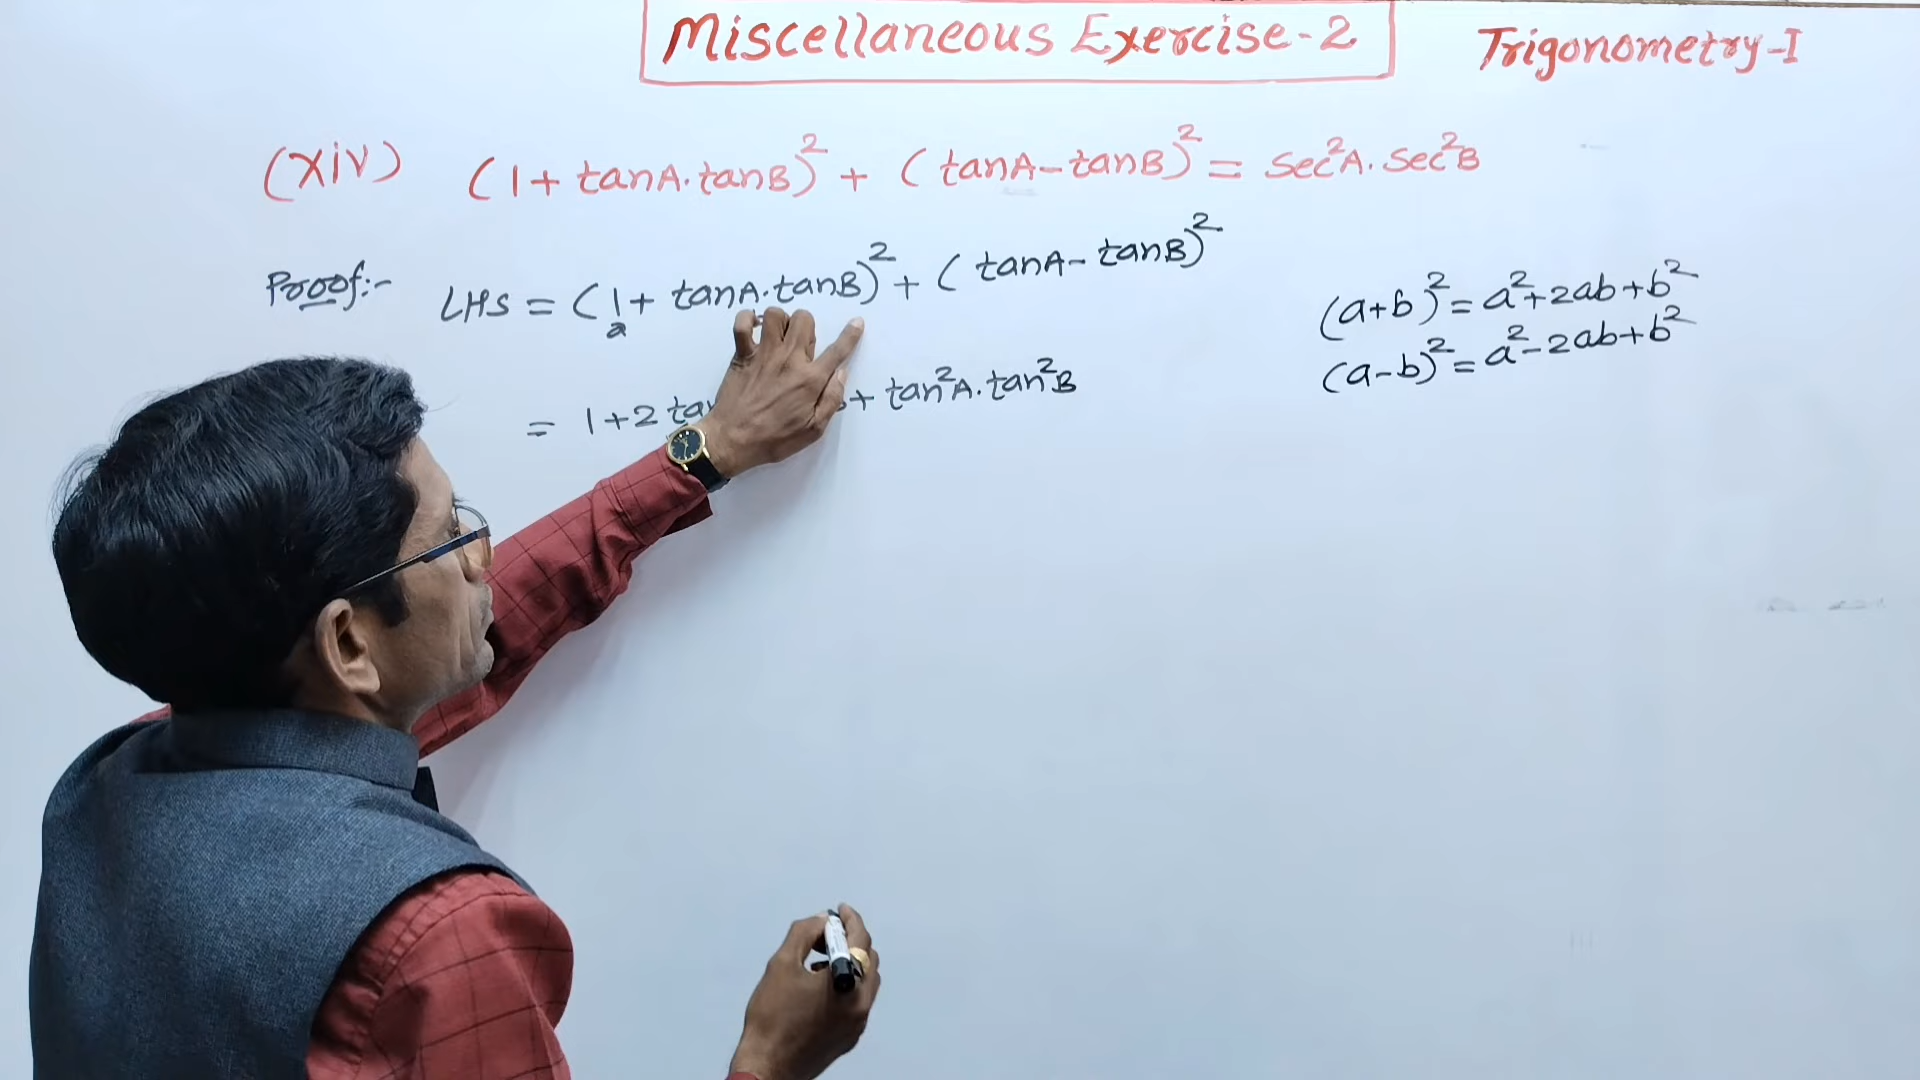 Miscellaneous Exercise-2
Trigonometry-I
(xiv) (1+tanA.tanB)² + (tanA-tanB)² = sec²A.sec²B
Proof:- LHS = (1+ tanA.tanB)² + (tanA- tanB)²
a
(a+b)² = a²+2ab+b²
(a-b)² = a²-2ab+b²
= 1+2 + tan²A.tan²B